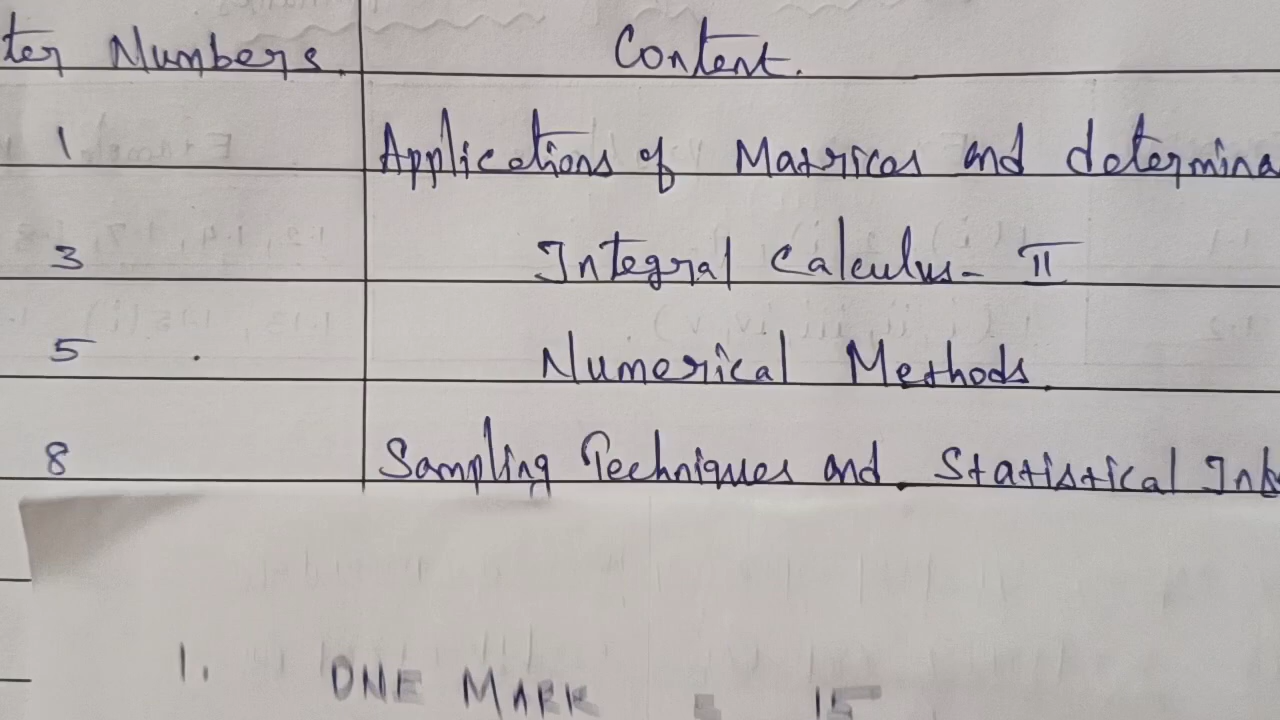 ter Numbers. Content.
1 Applications of Matrices and determina
3 Integral Calculus - II
5 Numerical Methods.
8 Sampling Techniques and Statistical Inf
1. ONE MARK = 15